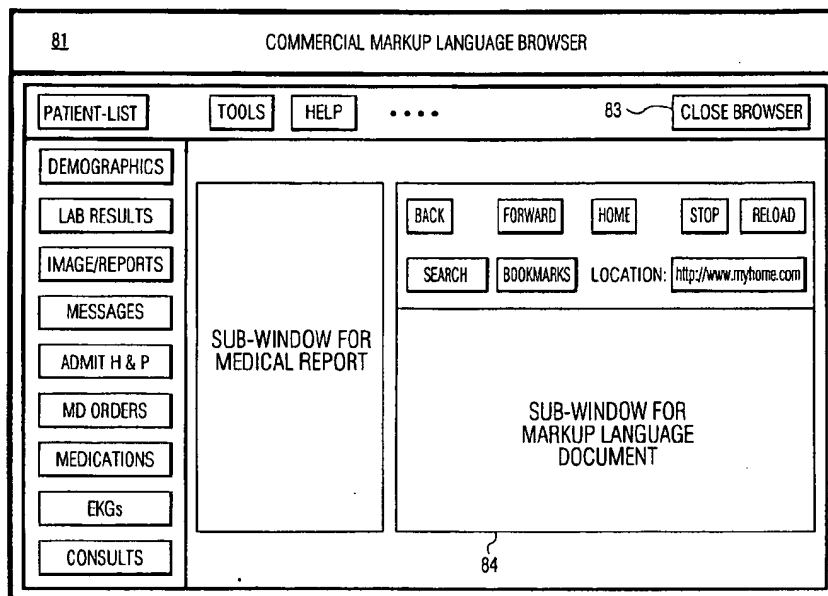 81 COMMERCIAL MARKUP LANGUAGE BROWSER
PATIENT-LIST TOOLS HELP •••• 83 CLOSE BROWSER
DEMOGRAPHICS
LAB RESULTS
IMAGE/REPORTS
MESSAGES
ADMIT H & P
MD ORDERS
MEDICATIONS
EKGs
CONSULTS
SUB-WINDOW FOR
MEDICAL REPORT
BACK FORWARD HOME STOP RELOAD
SEARCH BOOKMARKS LOCATION: http://www.myhome.com
SUB-WINDOW FOR
MARKUP LANGUAGE
DOCUMENT
84